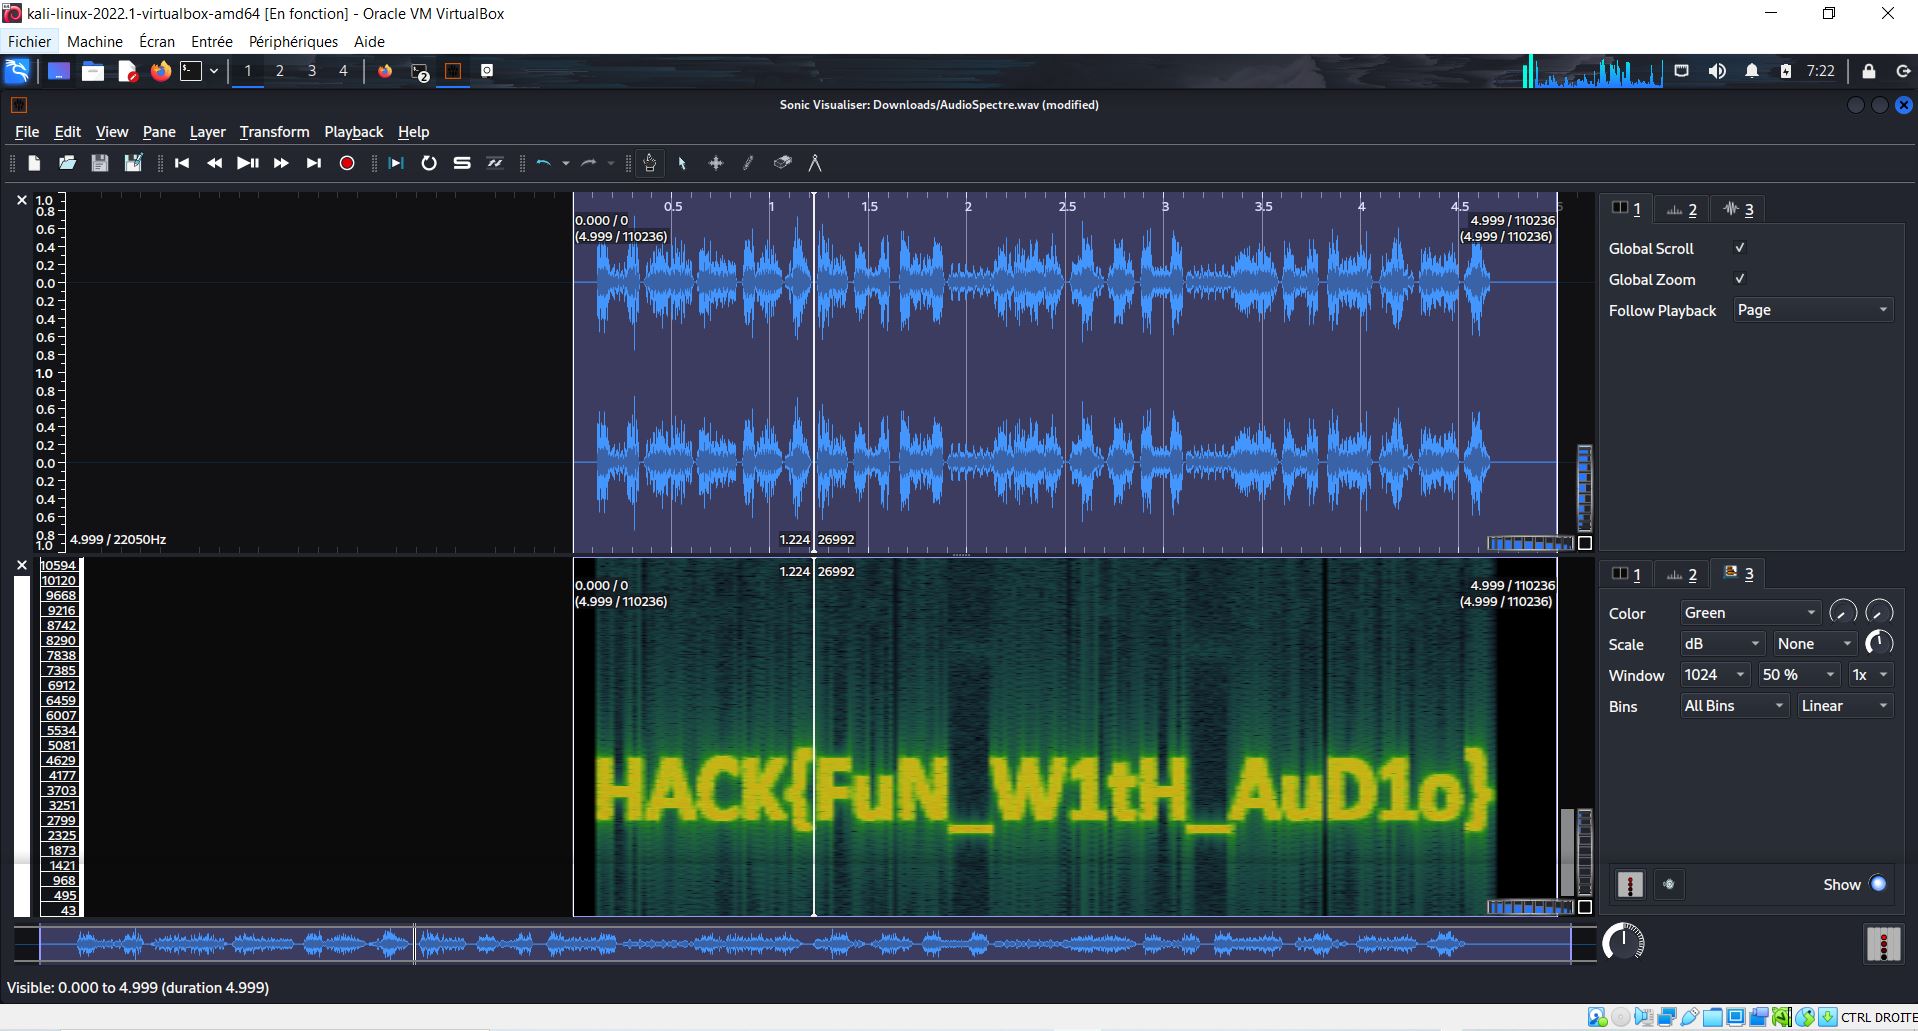 kali-linux-2022.1-virtualbox-amd64 [En fonction] - Oracle VM VirtualBox
Fichier Machine Écran Entrée Périphériques Aide
1 2 3 4 2 7:22
Sonic Visualiser: Downloads/AudioSpectre.wav (modified)
File Edit View Pane Layer Transform Playback Help
1.0
0.8
0.6
0.4
0.2
0.0
0.2
0.4
0.6
0.8
1.0
0.8
0.6
0.4
0.2
0.0
0.2
0.4
0.6
0.8
1.0
0.5 1 1.5 2 2.5 3 3.5 4 4.5 5
0.000 / 0
(4.999 / 110236)
4.999 / 110236
(4.999 / 110236)
4.999 / 22050Hz
1.224 26992
1 2 3
Global Scroll
Global Zoom
Follow Playback Page
10594
10120
9668
9216
8742
8290
7838
7385
6912
6459
6007
5534
5081
4629
4177
3703
3251
2799
2325
1873
1421
968
495
43
1.224 26992
0.000 / 0
(4.999 / 110236)
4.999 / 110236
(4.999 / 110236)
HACK{FuN_W1tH_AuD1o}
1 2 3
Color Green
Scale dB None
Window 1024 50 % 1x
Bins All Bins Linear
Show
Visible: 0.000 to 4.999 (duration 4.999)
CTRL DROITE